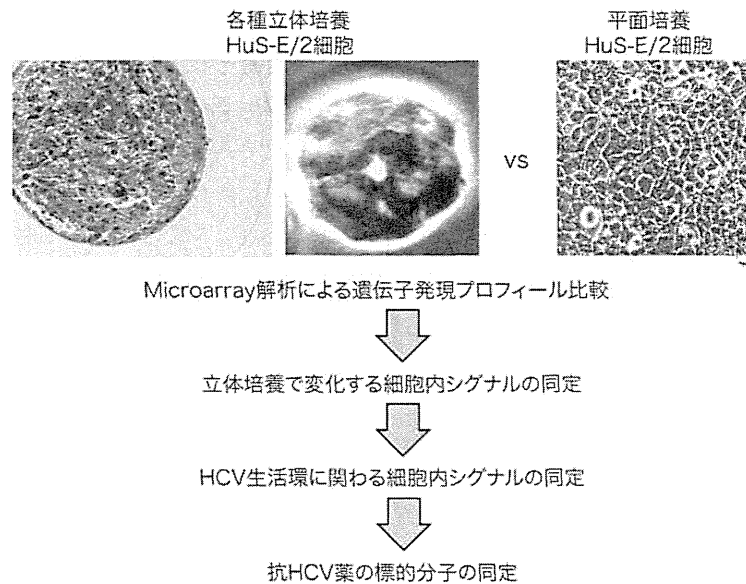 各種立体培養
HuS-E/2細胞
平面培養
HuS-E/2細胞
vs
Microarray解析による遺伝子発現プロフィール比較
立体培養で変化する細胞内シグナルの同定
HCV生活環に関わる細胞内シグナルの同定
抗HCV薬の標的分子の同定